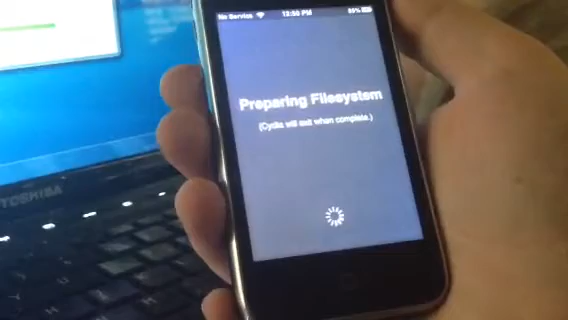 No Service 12:50 PM
Preparing Filesystem
(Cydia will exit when complete.)
TOSHIBA